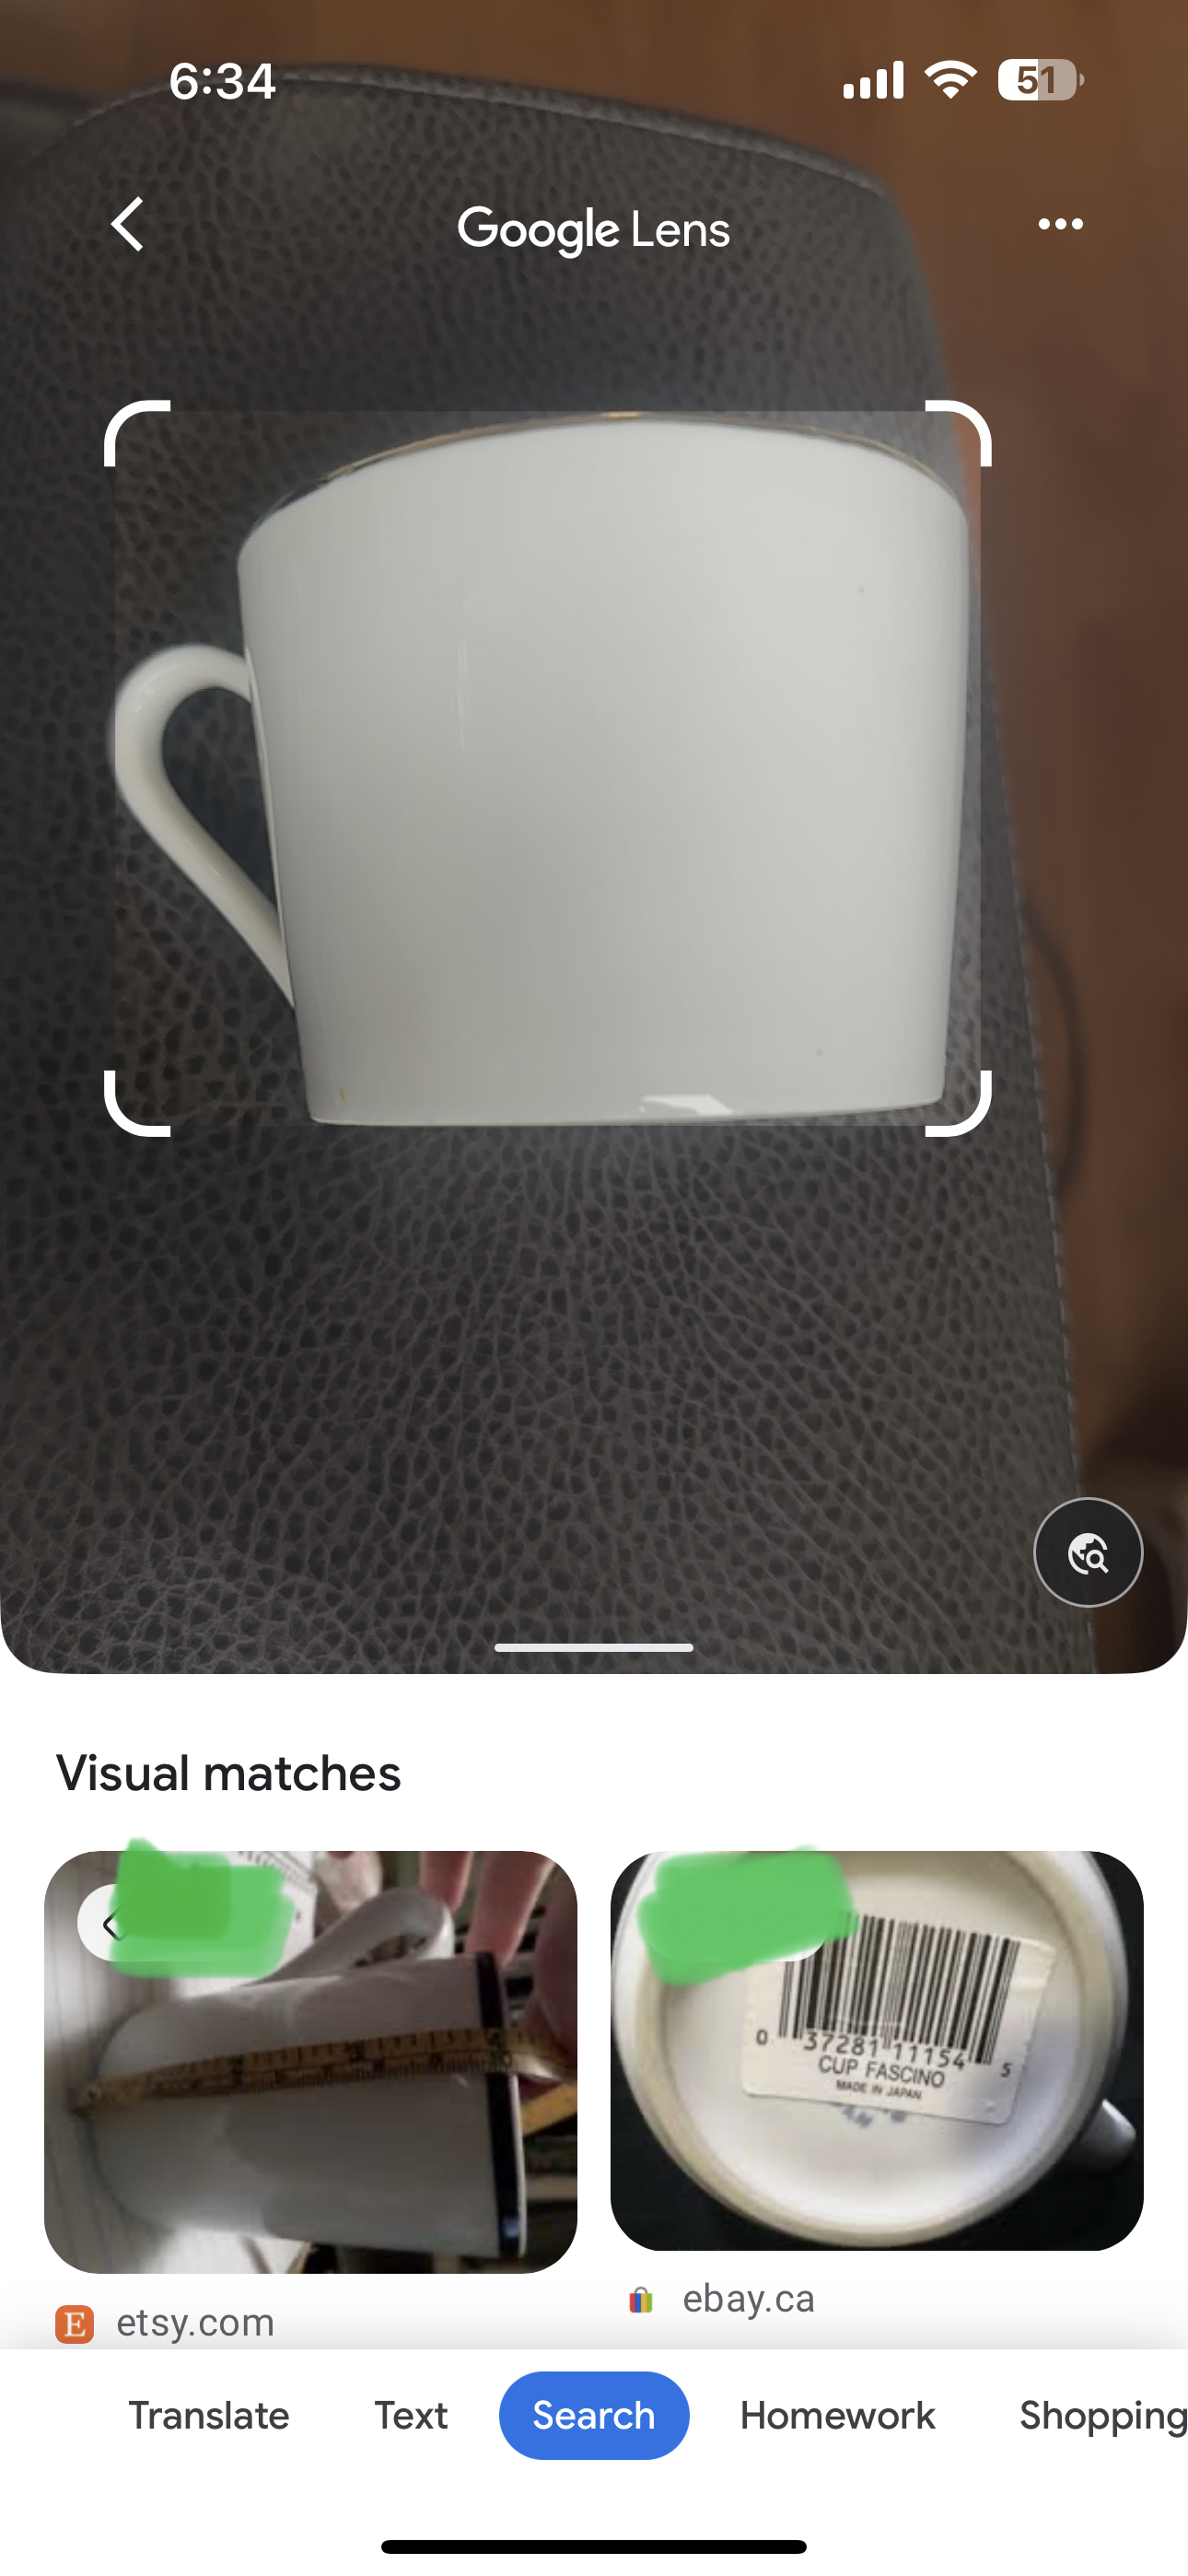 6:34
51
Google Lens
Visual matches
0 37281 11154 5
CUP FASCINO
MADE IN JAPAN
E etsy.com
ebay.ca
Translate Text Search Homework Shopping